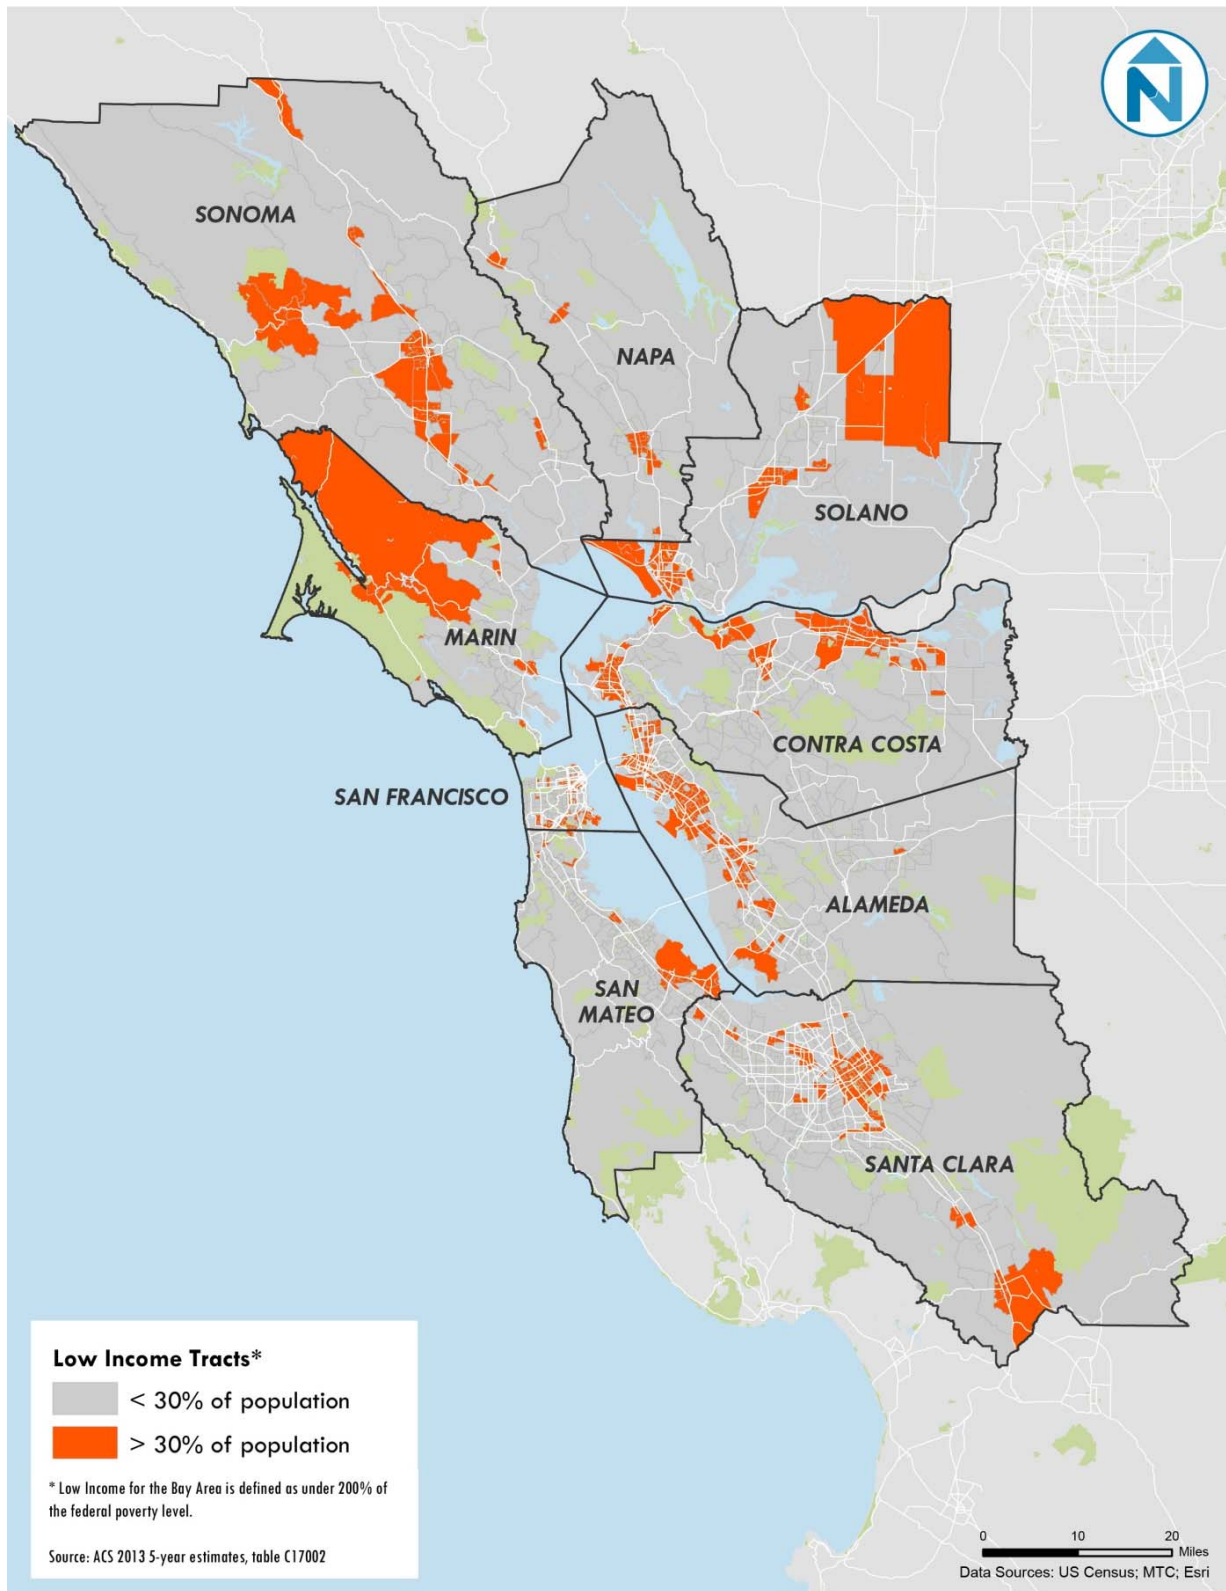 N
SONOMA
NAPA
SOLANO
MARIN
CONTRA COSTA
SAN FRANCISCO
ALAMEDA
SAN
MATEO
SANTA CLARA
Low Income Tracts*
< 30% of population
> 30% of population
* Low Income for the Bay Area is defined as under 200% of
the federal poverty level.
Source: ACS 2013 5-year estimates, table C17002
0 10 20
Miles
Data Sources: US Census; MTC; Esri